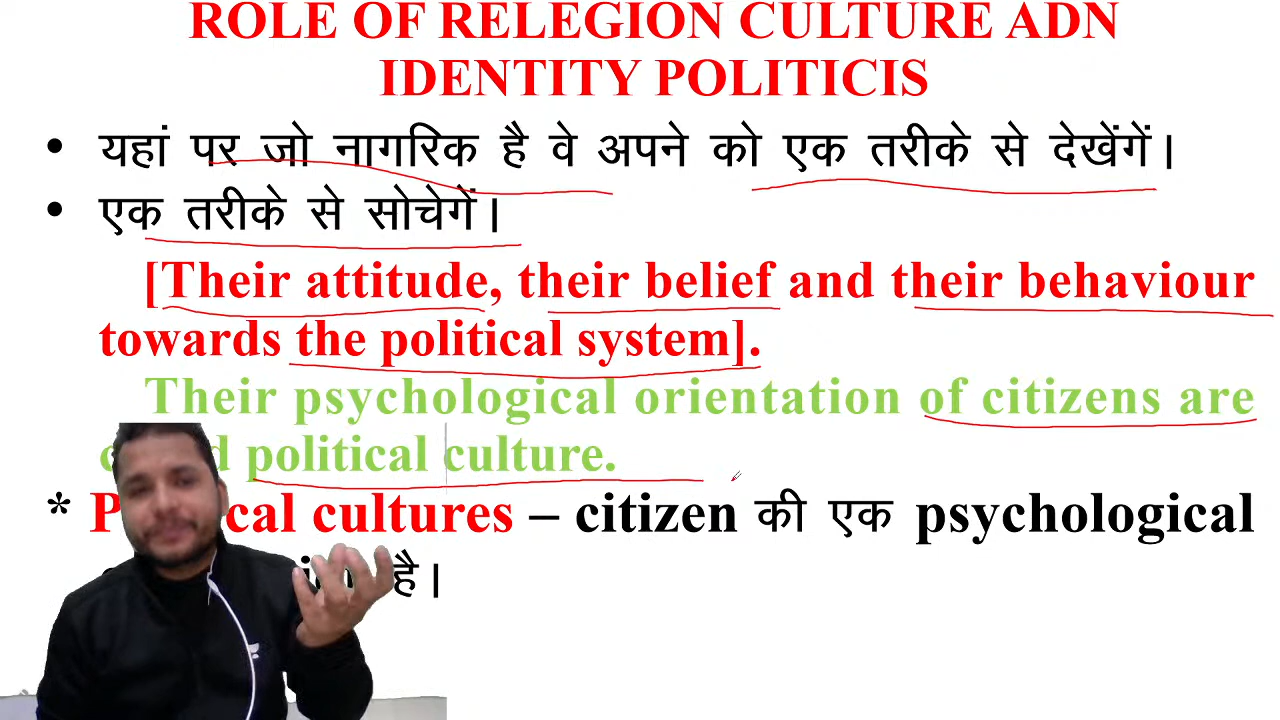 ROLE OF RELEGION CULTURE ADN
IDENTITY POLITICIS
• यहां पर जो नागरिक है वे अपने को एक तरीके से देखेंगें।
• एक तरीके से सोचेगें।
[Their attitude, their belief and their behaviour
towards the political system].
Their psychological orientation of citizens are
political culture.
* cultures – citizen की एक psychological
है।